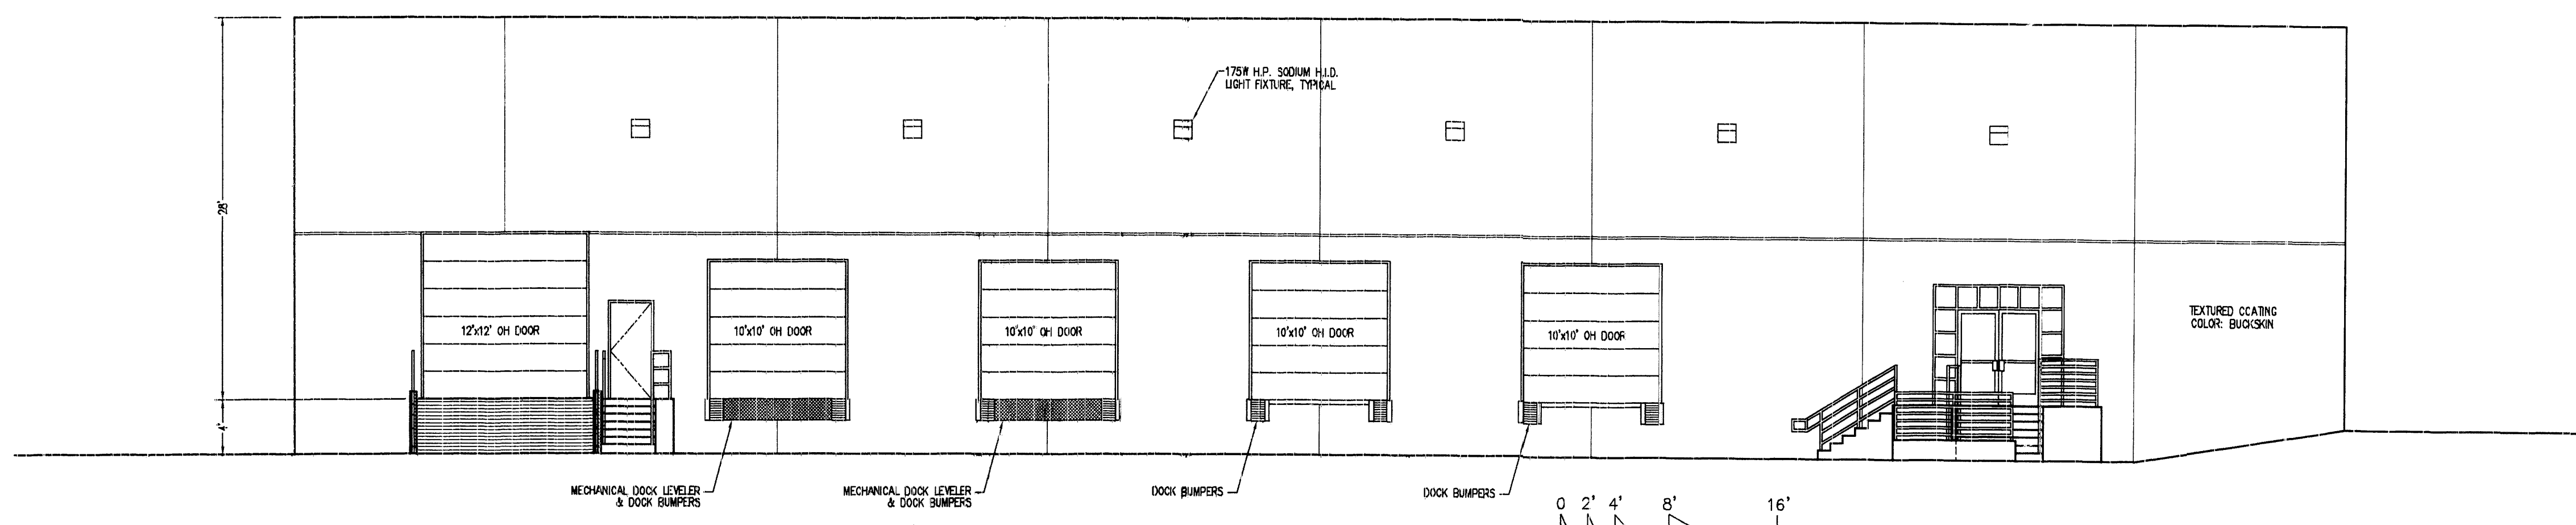 175W H.P. SODIUM H.I.D.
LIGHT FIXTURE, TYPICAL
28'
4'
12'x12' OH DOOR
10'x10' OH DOOR
10'x10' OH DOOR
10'x10' OH DOOR
10'x10' OH DOOR
TEXTURED COATING
COLOR: BUCKSKIN
MECHANICAL DOCK LEVELER
& DOCK BUMPERS
MECHANICAL DOCK LEVELER
& DOCK BUMPERS
DOCK BUMPERS
DOCK BUMPERS
0 2' 4' 8' 16'